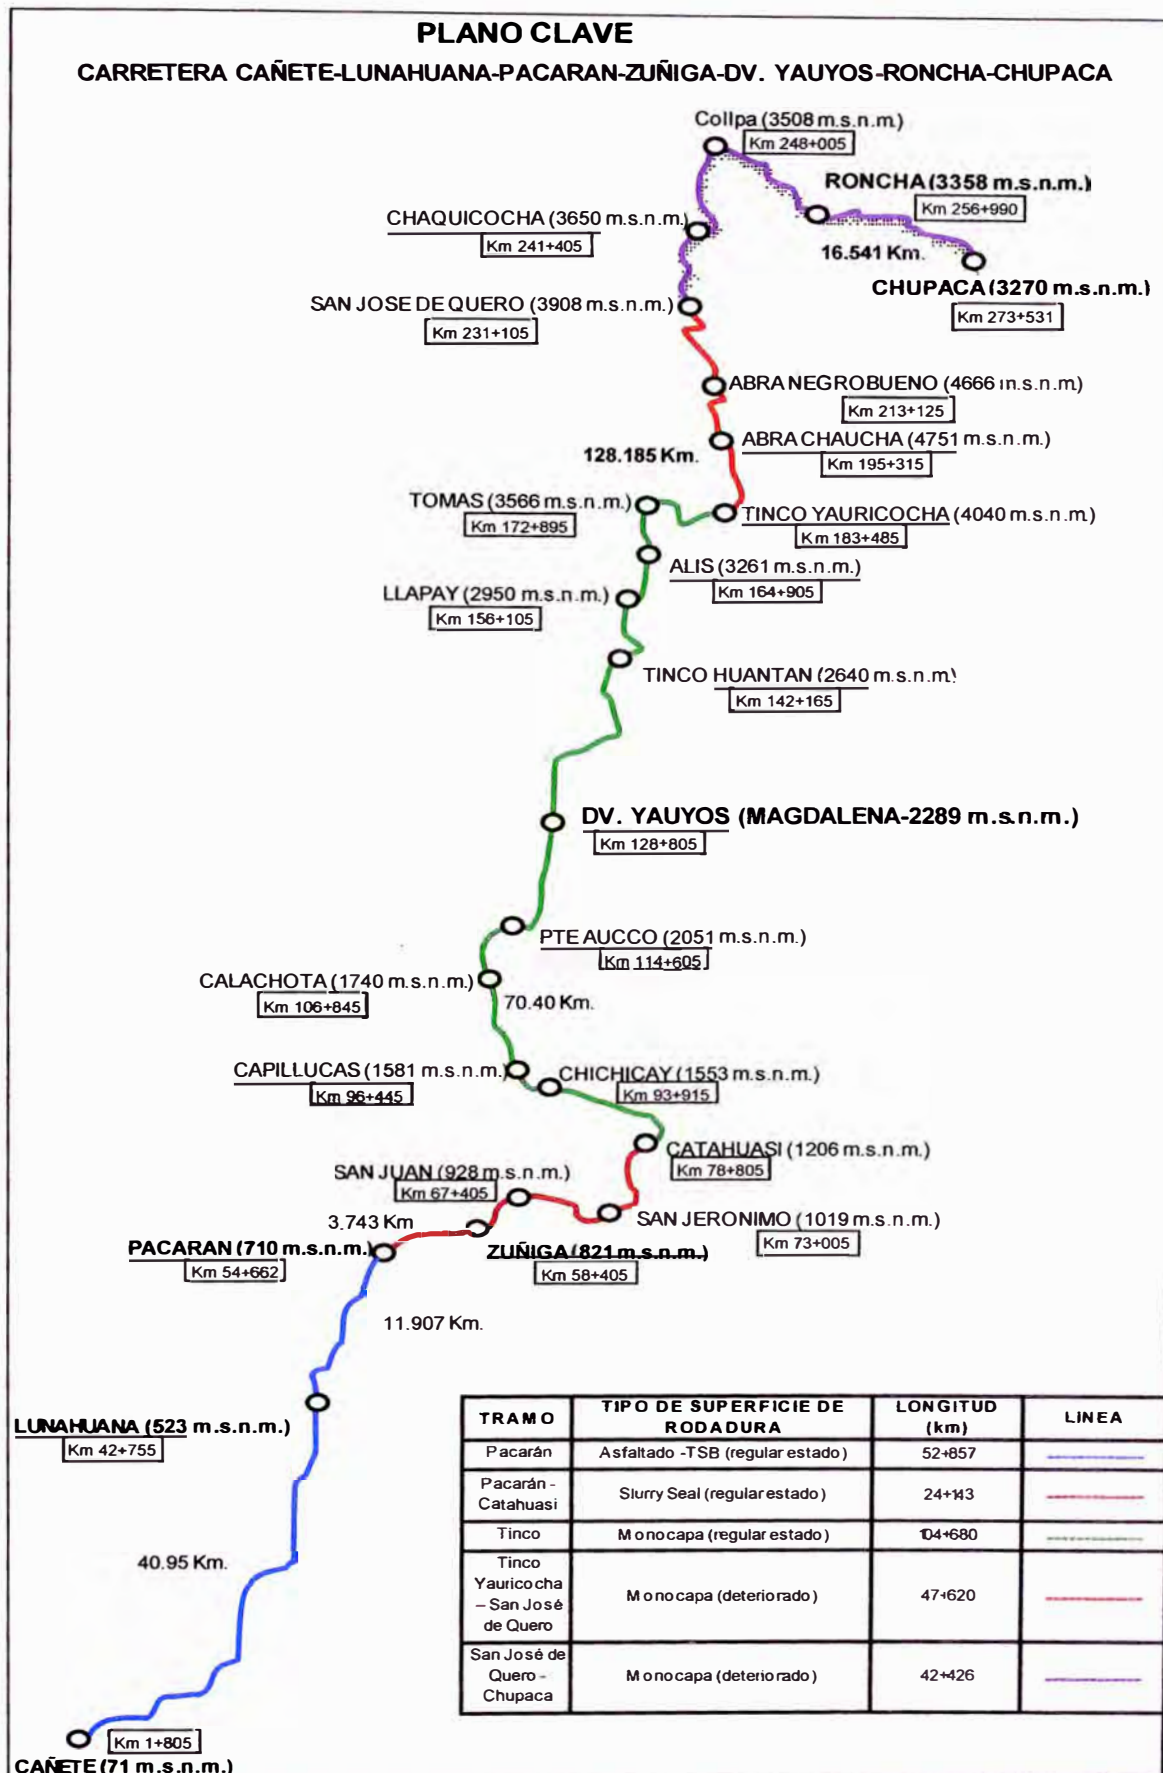 PLANO CLAVE
CARRETERA CAÑETE-LUNAHUANA-PACARAN-ZUÑIGA-DV. YAUYOS-RONCHA-CHUPACA
Collpa (3508 m.s.n.m.)
Km 248+005
RONCHA (3358 m.s.n.m.)
Km 256+990
CHAQUICOCHA (3650 m.s.n.m.)
Km 241+405
16.541 Km.
CHUPACA (3270 m.s.n.m.)
Km 273+531
SAN JOSE DE QUERO (3908 m.s.n.m.)
Km 231+105
ABRA NEGROBUENO (4666 m.s.n.m)
Km 213+125
ABRA CHAUCHA (4751 m.s.n.m.)
Km 195+315
128.185 Km.
TOMAS (3566 m.s.n.m.)
Km 172+895
TINCO YAURICOCHA (4040 m.s.n.m)
Km 183+485
ALIS (3261 m.s.n.m.)
Km 164+905
LLAPAY (2950 m.s.n.m.)
Km 156+105
TINCO HUANTAN (2640 m.s.n.m)
Km 142+165
DV. YAUYOS (MAGDALENA-2289 m.s.n.m.)
Km 128+805
PTE AUCCO (2051 m.s.n.m.)
Km 114+605
CALACHOTA (1740 m.s.n.m.)
Km 106+845
70.40 Km.
CAPILLUCAS (1581 m.s.n.m.)
Km 96+445
CHICHICAY (1553 m.s.n.m.)
Km 93+915
CATAHUASI (1206 m.s.n.m.)
Km 78+805
SAN JUAN (928 m.s.n.m.)
Km 67+405
SAN JERONIMO (1019 m.s.n.m.)
Km 73+005
3.743 Km
PACARAN (710 m.s.n.m.)
Km 54+662
ZUÑIGA (821 m.s.n.m.)
Km 58+405
11.907 Km.
LUNAHUANA (523 m.s.n.m.)
Km 42+755
40.95 Km.
Km 1+805
CAÑETE (71 m.s.n.m.)
TRAMO TIPO DE SUPERFICIE DE RODADURA LONGITUD (km) LINEA
Pacarán Asfaltado -TSB (regular estado) 52+857
Pacarán - Catahuasi Slurry Seal (regular estado) 24+143
Tinco Monocapa (regular estado) 104+680
Tinco Yauricocha – San José de Quero Monocapa (deteriorado) 47+620
San José de Quero - Chupaca Monocapa (deteriorado) 42+426